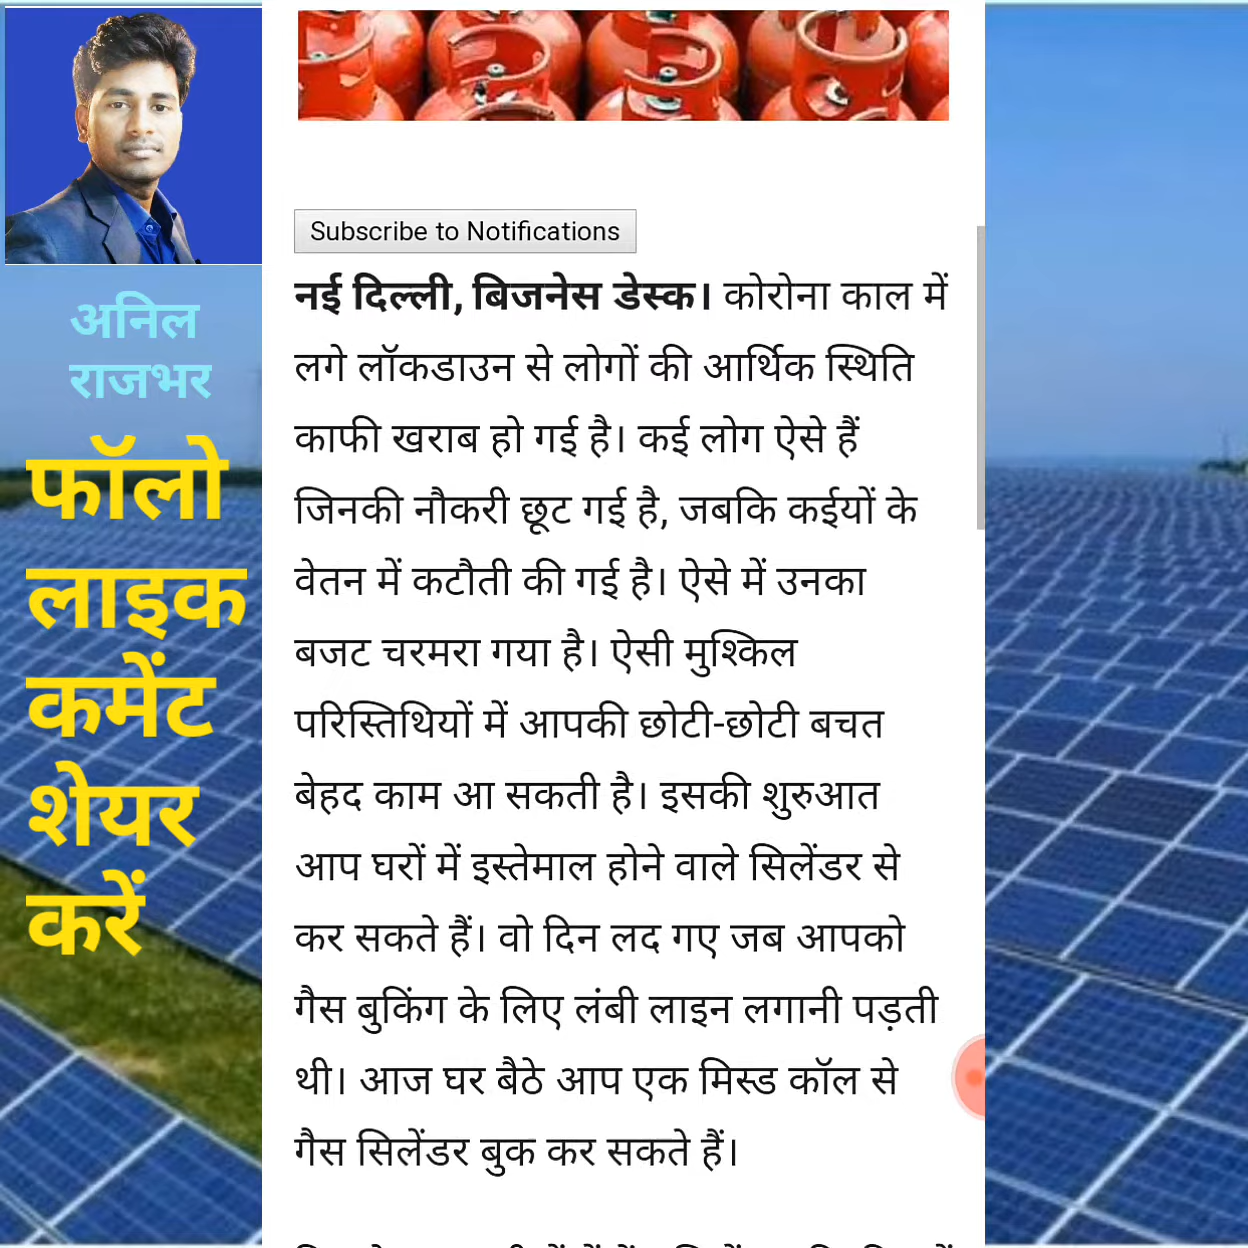 अनिल
राजभर
फॉलो
लाइक
कमेंट
शेयर
करें
Subscribe to Notifications
नई दिल्ली, बिजनेस डेस्क। कोरोना काल में
लगे लॉकडाउन से लोगों की आर्थिक स्थिति
काफी खराब हो गई है। कई लोग ऐसे हैं
जिनकी नौकरी छूट गई है, जबकि कईयों के
वेतन में कटौती की गई है। ऐसे में उनका
बजट चरमरा गया है। ऐसी मुश्किल
परिस्तिथियों में आपकी छोटी-छोटी बचत
बेहद काम आ सकती है। इसकी शुरुआत
आप घरों में इस्तेमाल होने वाले सिलेंडर से
कर सकते हैं। वो दिन लद गए जब आपको
गैस बुकिंग के लिए लंबी लाइन लगानी पड़ती
थी। आज घर बैठे आप एक मिस्ड कॉल से
गैस सिलेंडर बुक कर सकते हैं।